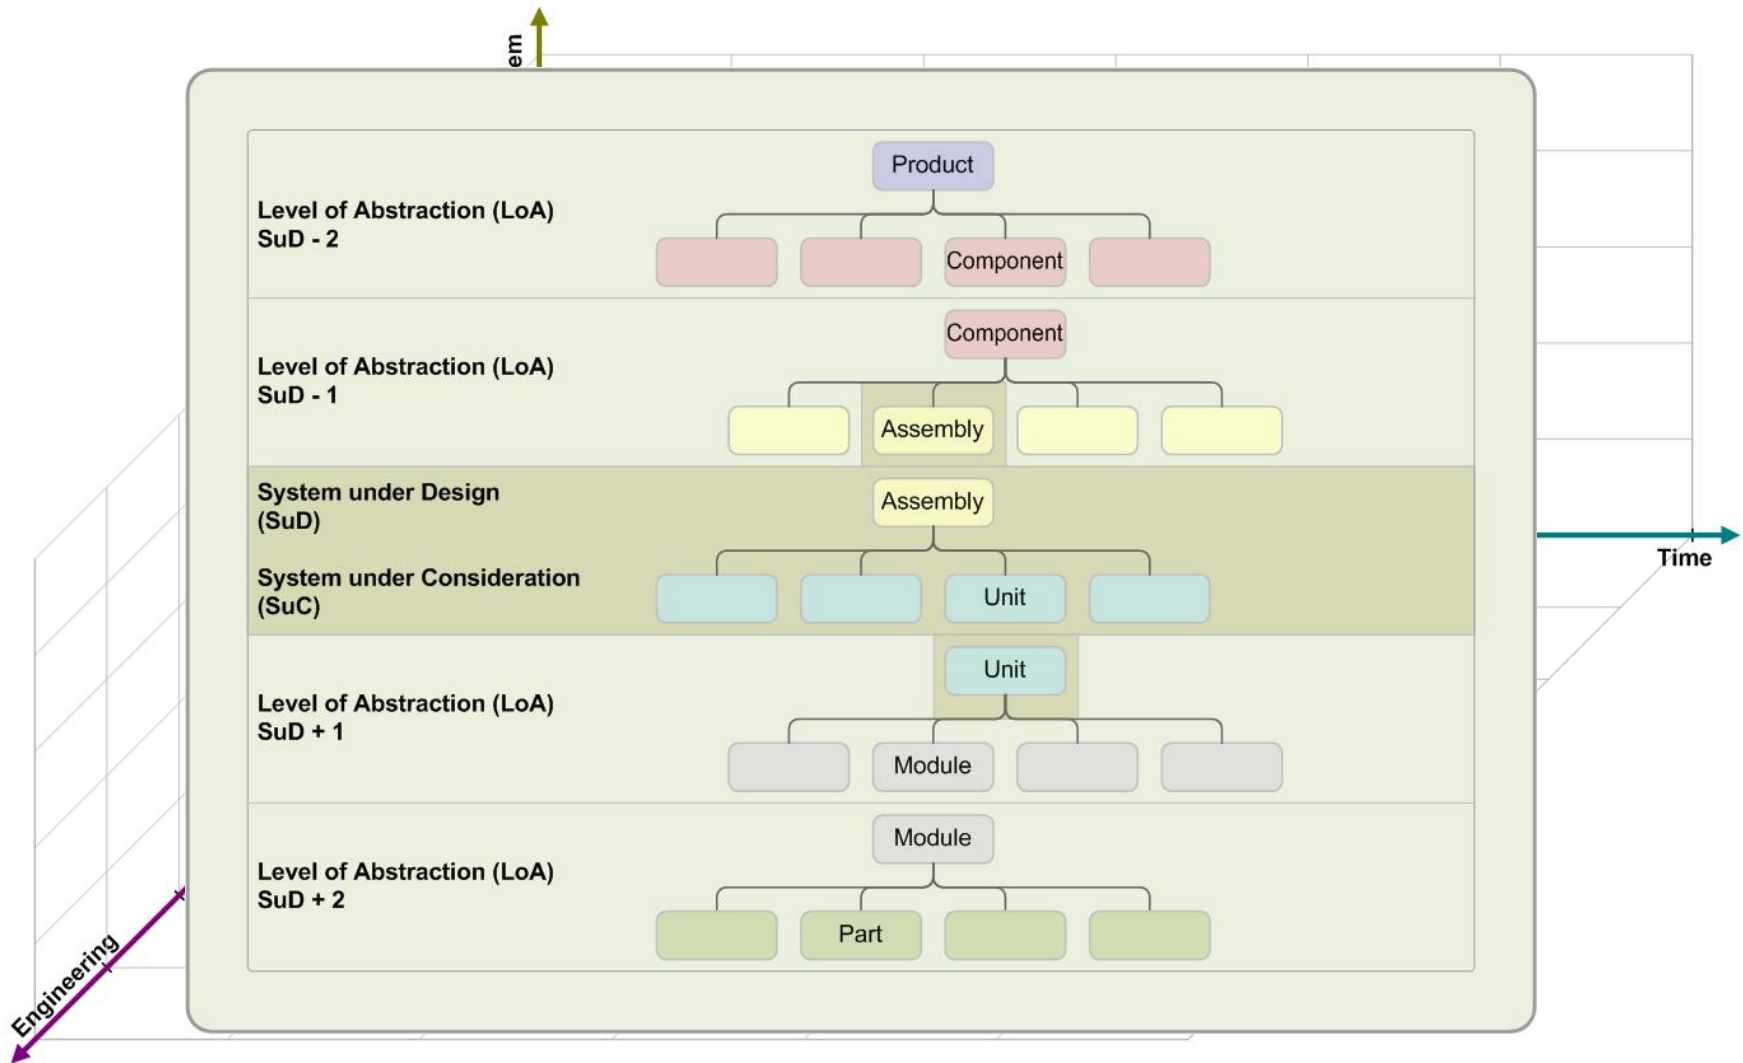 em
Product
Level of Abstraction (LoA)
SuD - 2
Component
Component
Level of Abstraction (LoA)
SuD - 1
Assembly
System under Design
(SuD)
Assembly
Time
System under Consideration
(SuC)
Unit
Unit
Level of Abstraction (LoA)
SuD + 1
Module
Module
Level of Abstraction (LoA)
SuD + 2
Part
Engineering